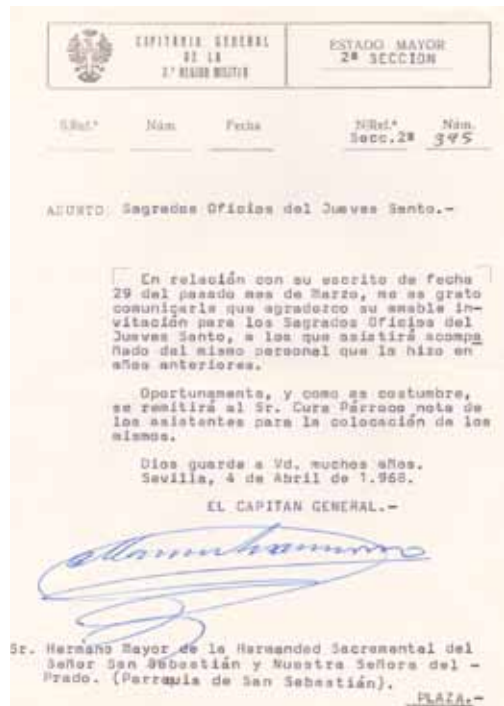 CAPITANIA GENERAL
DE LA
2.ª REGION MILITAR
ESTADO MAYOR
2ª SECCION
S/Ref.ª Núm. Fecha N/Ref.ª Núm.
Secc.2ª 395
ASUNTO: Sagrados Oficios del Jueves Santo.-
En relación con su escrito de fecha
29 del pasado mes de Marzo, me es grato
comunicarle que agradezco su amable in-
vitación para los Sagrados Oficios del
Jueves Santo, a los que asistiré acompa
ñado del mismo personal que lo hizo en
años anteriores.
Oportunamente, y como es costumbre,
se remitirá al Sr. Cura Párroco nota de
los asistentes para la colocación de los
mismos.
Dios guarde a Vd. muchos años.
Sevilla, 4 de Abril de 1.968.
EL CAPITAN GENERAL.-
Sr. Hermano Mayor de la Hermandad Sacramental del
Señor San Sebastián y Nuestra Señora del -
Prado. (Parroquia de San Sebastián).
PLAZA.-